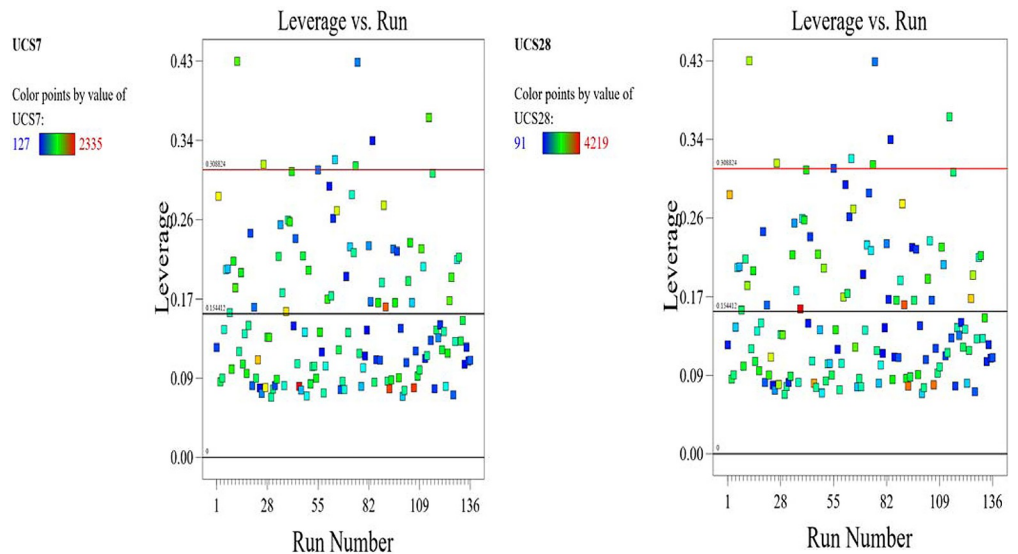 Leverage vs. Run
UCS7
Color points by value of
UCS7:
127 2335
Leverage
0.43
0.34
0.26
0.17
0.09
0.00
0.308824
0.154412
0
1 28 55 82 109 136
Run Number
Leverage vs. Run
UCS28
Color points by value of
UCS28:
91 4219
Leverage
0.43
0.34
0.26
0.17
0.09
0.00
0.308824
0.154412
0
1 28 55 82 109 136
Run Number